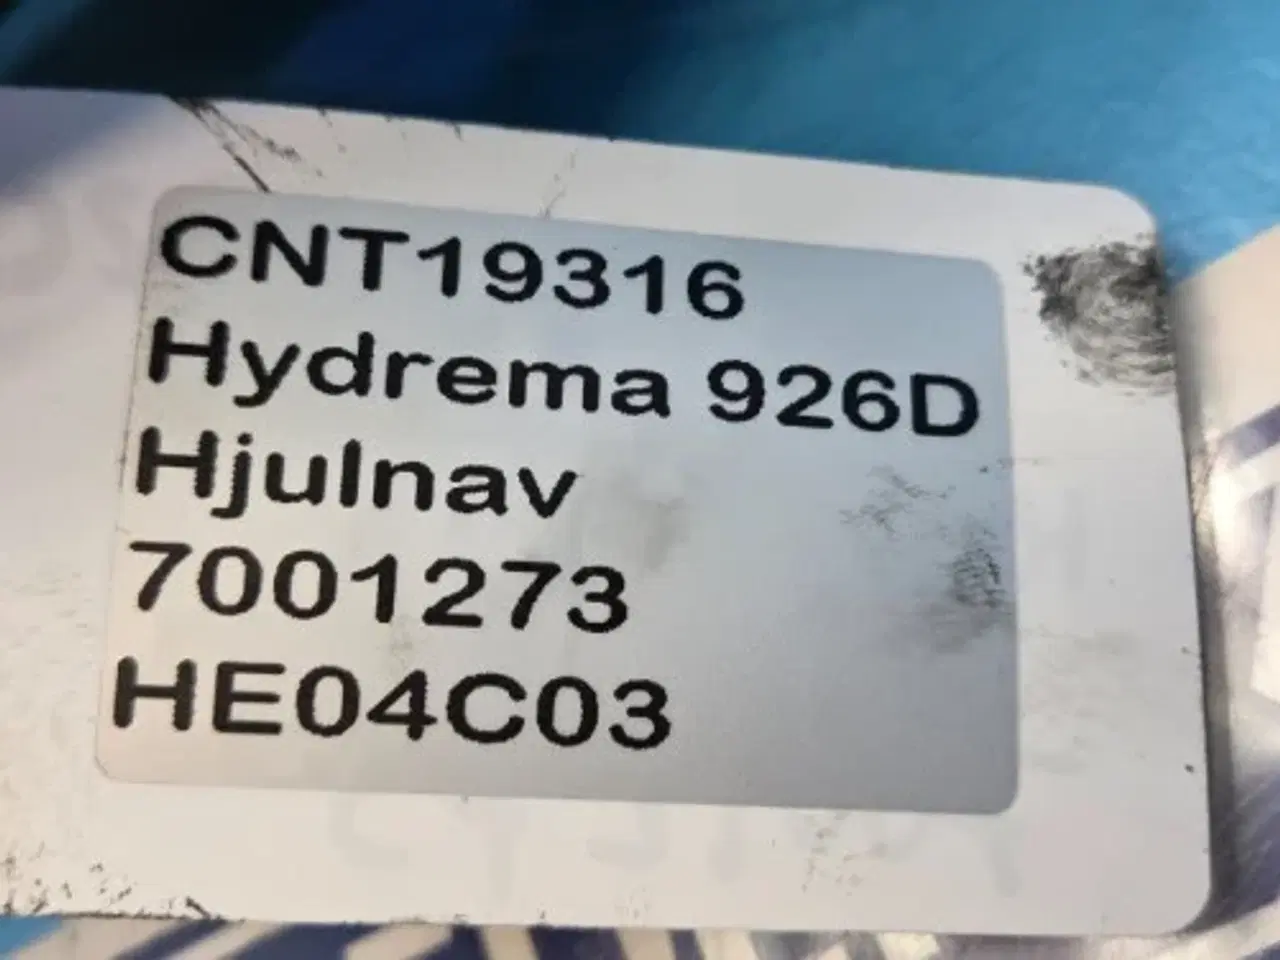 CNT19316
Hydrema 926D
Hjulnav
7001273
HE04C03